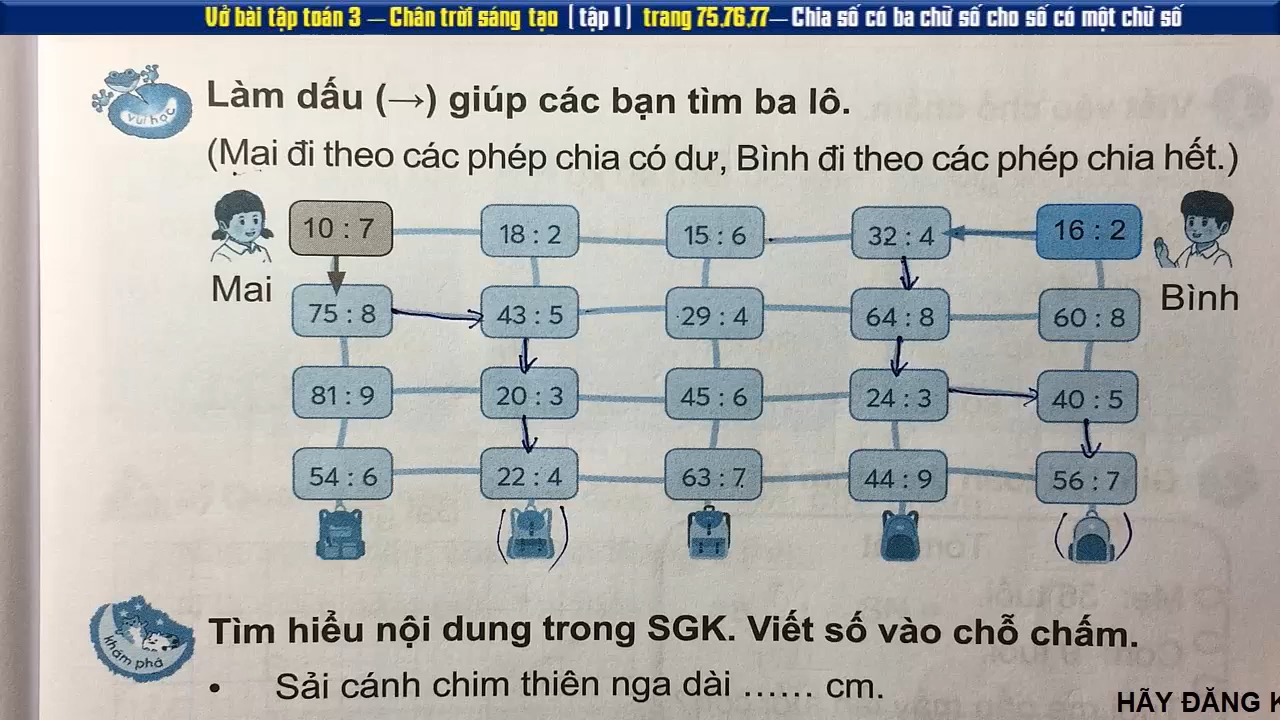 Vở bài tập toán 3 – Chân trời sáng tạo (tập 1) trang 75,76,77– Chia số có ba chữ số cho số có một chữ số
vui học
Làm dấu (→) giúp các bạn tìm ba lô.
(Mai đi theo các phép chia có dư, Bình đi theo các phép chia hết.)
10 : 7 18 : 2 15 : 6 32 : 4 16 : 2
Mai Bình
75 : 8 43 : 5 29 : 4 64 : 8 60 : 8
81 : 9 20 : 3 45 : 6 24 : 3 40 : 5
54 : 6 22 : 4 63 : 7 44 : 9 56 : 7
( ) ( )
khám phá
Tìm hiểu nội dung trong SGK. Viết số vào chỗ chấm.
• Sải cánh chim thiên nga dài ...... cm.
HÃY ĐĂNG K